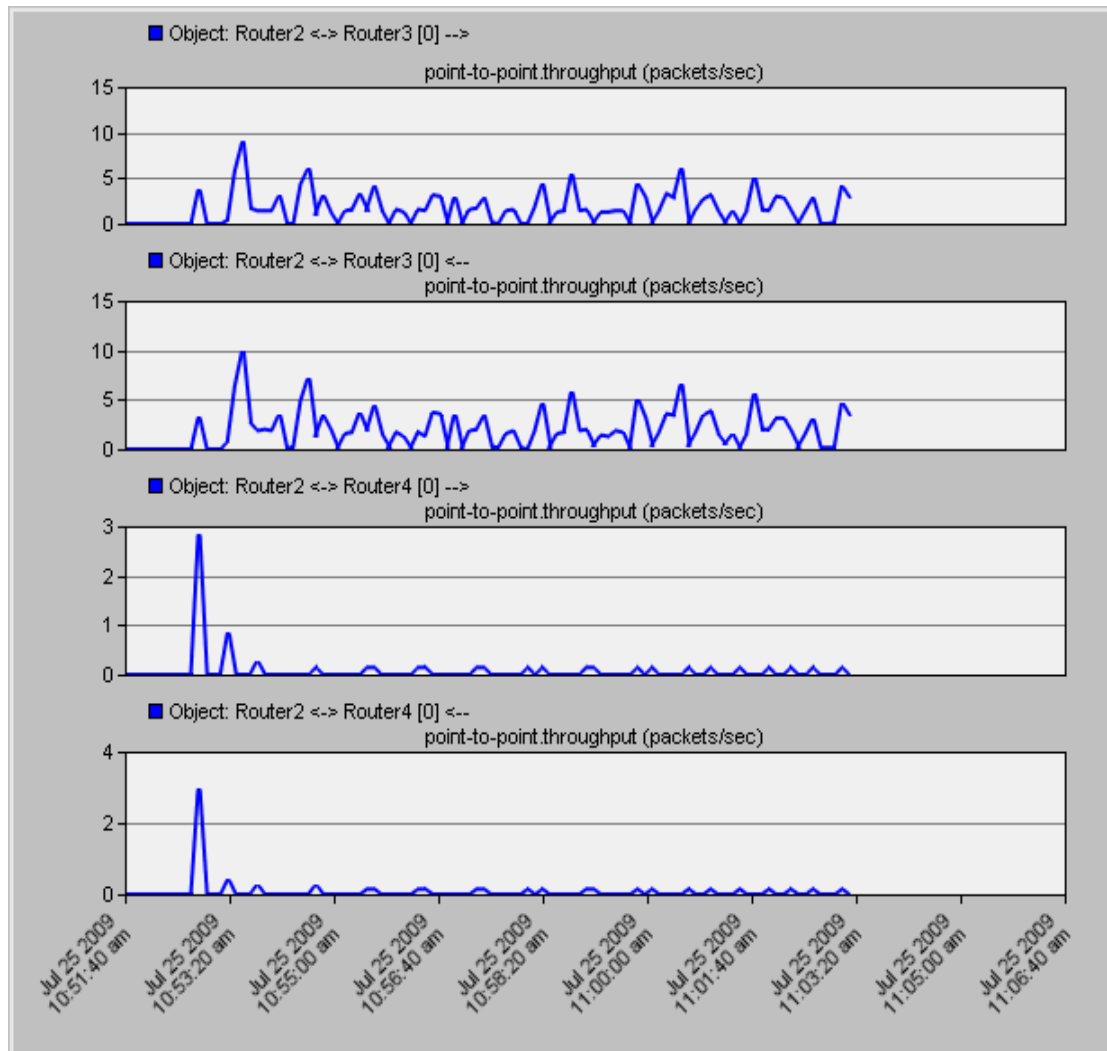 Object: Router2 <-> Router3 [0] -->
point-to-point.throughput (packets/sec)
15
10
5
0
Object: Router2 <-> Router3 [0] <--
point-to-point.throughput (packets/sec)
15
10
5
0
Object: Router2 <-> Router4 [0] -->
point-to-point.throughput (packets/sec)
3
2
1
0
Object: Router2 <-> Router4 [0] <--
point-to-point.throughput (packets/sec)
4
2
0
Jul 25 2009
10:51:40 am
Jul 25 2009
10:53:20 am
Jul 25 2009
10:55:00 am
Jul 25 2009
10:56:40 am
Jul 25 2009
10:58:20 am
Jul 25 2009
11:00:00 am
Jul 25 2009
11:01:40 am
Jul 25 2009
11:03:20 am
Jul 25 2009
11:05:00 am
Jul 25 2009
11:06:40 am